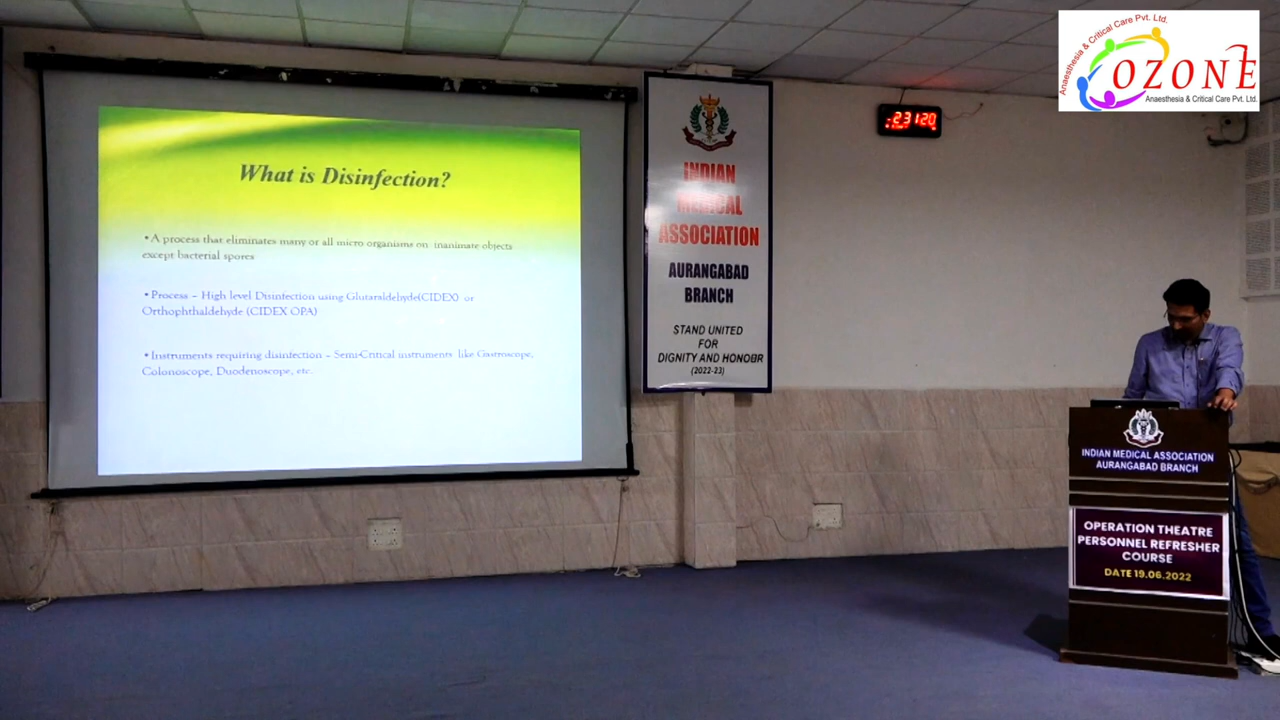 What is Disinfection?
• A process that eliminates many or all micro organisms on inanimate objects
except bacterial spores
• Process – High level Disinfection using Glutaraldehyde(CIDEX) or
Orthophthaldehyde (CIDEX OPA)
• Instruments requiring disinfection – Semi-Critical instruments like Gastroscope,
Colonoscope, Duodenoscope, etc.
INDIAN
MEDICAL
ASSOCIATION
AURANGABAD
BRANCH
STAND UNITED
FOR
DIGNITY AND HONOUR
(2022-23)
2:31:20
Anaesthesia & Critical Care Pvt. Ltd.
OZONE
Anaesthesia & Critical Care Pvt. Ltd.
INDIAN MEDICAL ASSOCIATION
AURANGABAD BRANCH
OPERATION THEATRE
PERSONNEL REFRESHER
COURSE
DATE 19.06.2022